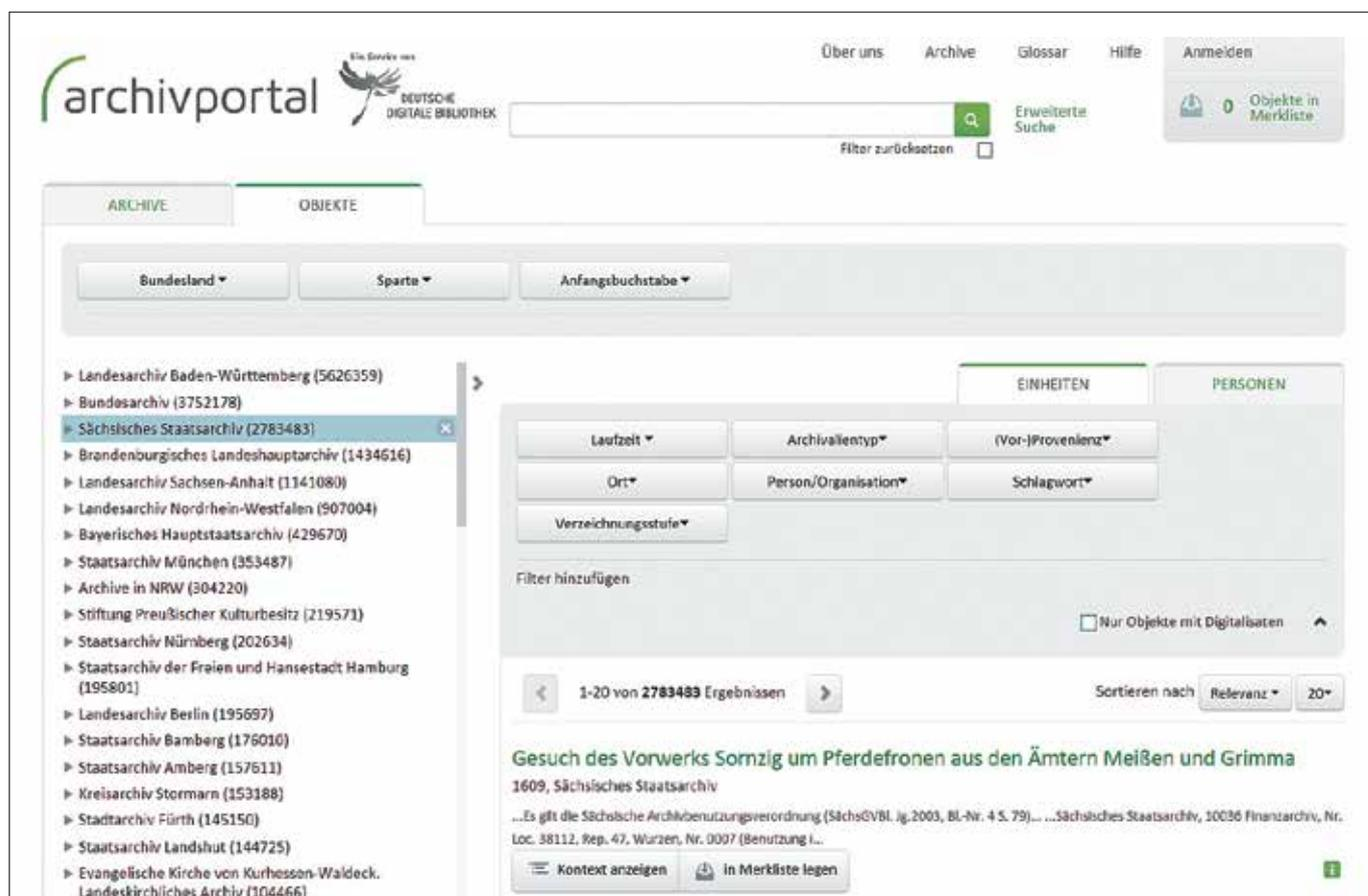 Über uns Archive Glossar Hilfe Anmelden
archivportal
Ein Service von
DEUTSCHE
DIGITALE BIBLIOTHEK
Erweiterte
Suche
0 Objekte in
Merkliste
Filter zurücksetzen
ARCHIVE OBJEKTE
Bundesland Sparte Anfangsbuchstabe
Landesarchiv Baden-Württemberg (5626359)
Bundesarchiv (3752178)
Sächsisches Staatsarchiv (2783483)
Brandenburgisches Landeshauptarchiv (1434616)
Landesarchiv Sachsen-Anhalt (1141080)
Landesarchiv Nordrhein-Westfalen (907004)
Bayerisches Hauptstaatsarchiv (429670)
Staatsarchiv München (353487)
Archive in NRW (304220)
Stiftung Preußischer Kulturbesitz (219571)
Staatsarchiv Nürnberg (202634)
Staatsarchiv der Freien und Hansestadt Hamburg
(195801)
Landesarchiv Berlin (195697)
Staatsarchiv Bamberg (176010)
Staatsarchiv Amberg (157611)
Kreisarchiv Stormarn (153188)
Stadtarchiv Fürth (145150)
Staatsarchiv Landshut (144725)
Evangelische Kirche von Kurhessen-Waldeck.
Landeskirchliches Archiv (104466)
EINHEITEN PERSONEN
Laufzeit Archivalientyp (Vor-)Provenienz
Ort Person/Organisation Schlagwort
Verzeichnungsstufe
Filter hinzufügen
Nur Objekte mit Digitalisaten
1-20 von 2783483 Ergebnissen Sortieren nach Relevanz 20
Gesuch des Vorwerks Sornzig um Pferdefronen aus den Ämtern Meißen und Grimma
1609, Sächsisches Staatsarchiv
...Es gilt die Sächsische Archivbenutzungsverordnung (SächsGVBl. Jg.2003, Bl.-Nr. 4 S. 79)... ...Sächsisches Staatsarchiv, 10036 Finanzarchiv, Nr.
Loc. 38112, Rep. 47, Wurzen, Nr. 0007 (Benutzung i...
Kontext anzeigen in Merkliste legen